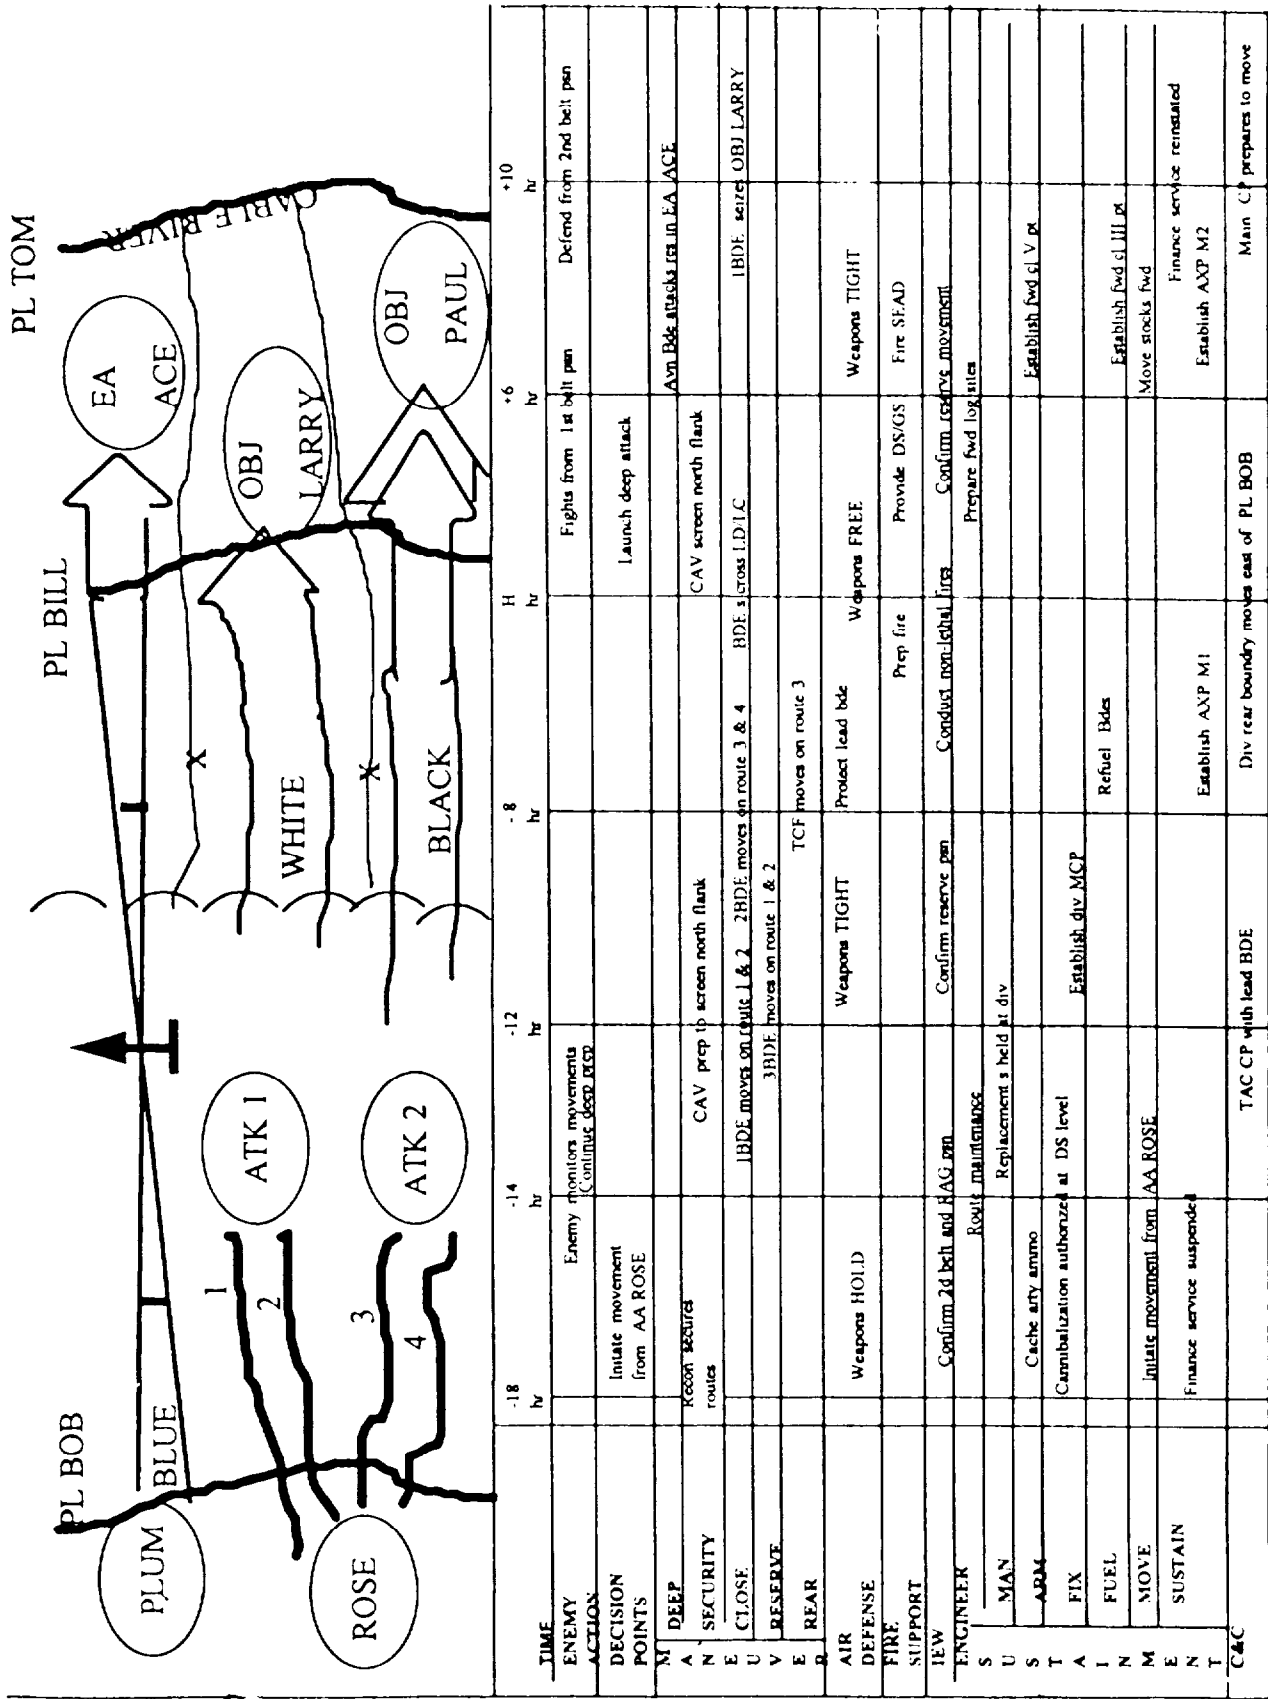 PL BOB
PL BILL
PL TOM
PLUM
BLUE
EA
ACE
CABLE RIVER
ATK 1
1
2
X
WHITE
OBJ
LARRY
ROSE
3
4
ATK 2
X
BLACK
OBJ
PAUL
TIME
-18 hr
-14 hr
-12 hr
-8 hr
H hr
+6 hr
+10 hr
ENEMY
ACTION
Enemy monitors movements
Continue deep prep
Fights from 1st belt psn
Defend from 2nd belt psn
DECISION
POINTS
Initate movement
from AA ROSE
Launch deep attack
MANEUVER
DEEP
Recon secures
routes
Avn Bde attacks res in EA ACE
SECURITY
CAV prep to screen north flank
CAV screen north flank
CLOSE
1BDE moves on route 1 & 2
2BDE moves on route 3 & 4
BDE s cross LD/LC
1BDE seizes OBJ LARRY
RESERVE
3BDE moves on route 1 & 2
REAR
TCF moves on route 3
AIR
DEFENSE
Weapons HOLD
Weapons TIGHT
Protect lead bde
Weapons FREE
Weapons TIGHT
FIRE
SUPPORT
Prep fire
Provide DS/GS
Fire SEAD
IEW
Confirm 2d belt and RAG psn
Confirm reserve psn
Conduct non-lethal fires
Confirm reserve movement
ENGINEER
Route maintenance
Prepare fwd log sites
SUSTAINMENT
MAN
Replacement s held at div
ARM
Cache arty ammo
Establish fwd cl V pt
FIX
Cannibalization authorized at DS level
Establish div MCP
FUEL
Refuel Bdes
Establish fwd cl III pt
MOVE
Initate movement from AA ROSE
Move stocks fwd
SUSTAIN
Finance service suspended
Finance service reinstated
Establish AXP M1
Establish AXP M2
C&C
TAC CP with lead BDE
Div rear boundry moves east of PL BOB
Main CP prepares to move